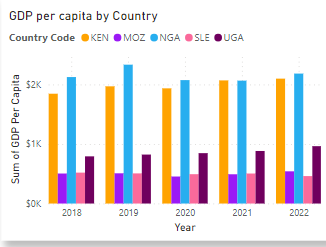 GDP per capita by Country
Country Code KEN MOZ NGA SLE UGA
Sum of GDP Per Capita
$2K
$1K
$0K
2018 2019 2020 2021 2022
Year